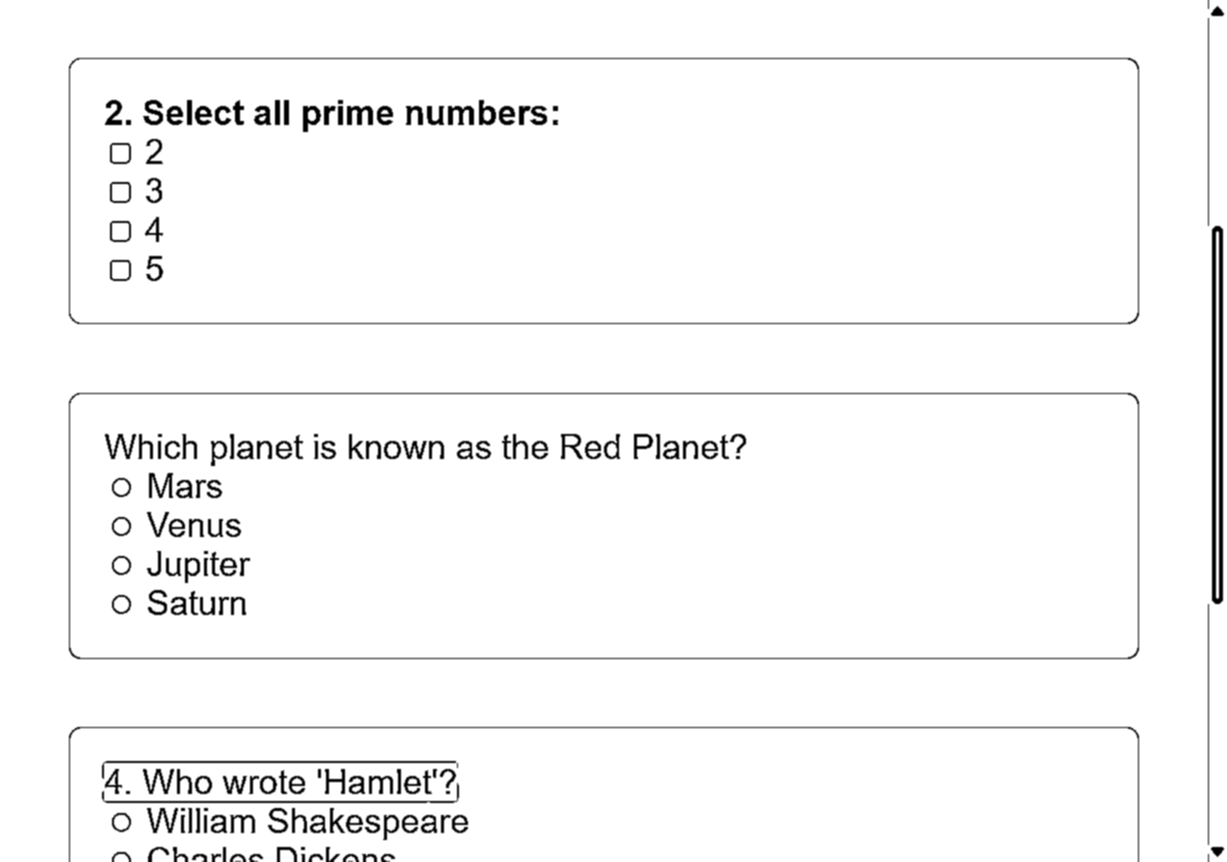 2. Select all prime numbers:
2
3
4
5
Which planet is known as the Red Planet?
Mars
Venus
Jupiter
Saturn
4. Who wrote 'Hamlet'?
William Shakespeare
Charles Dickens